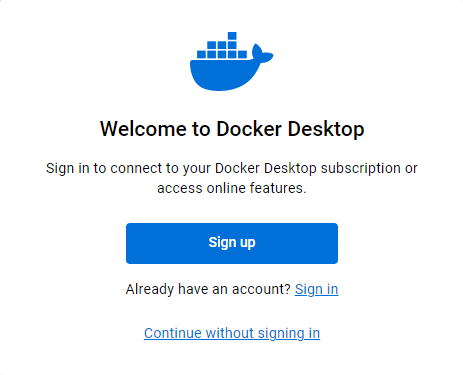 Welcome to Docker Desktop
Sign in to connect to your Docker Desktop subscription or
access online features.
Sign up
Already have an account? Sign in
Continue without signing in